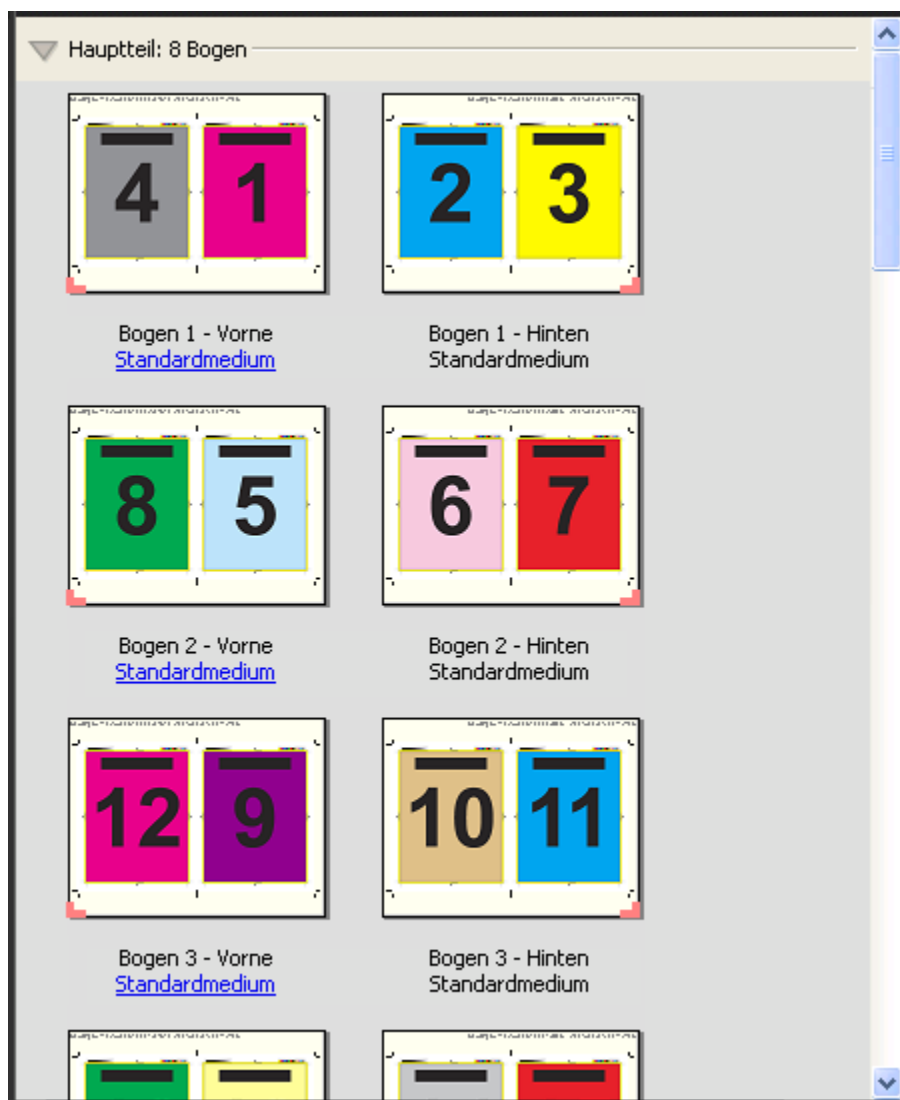 Hauptteil: 8 Bogen
4 1
2 3
Bogen 1 - Vorne
Standardmedium
Bogen 1 - Hinten
Standardmedium
8 5
6 7
Bogen 2 - Vorne
Standardmedium
Bogen 2 - Hinten
Standardmedium
12 9
10 11
Bogen 3 - Vorne
Standardmedium
Bogen 3 - Hinten
Standardmedium